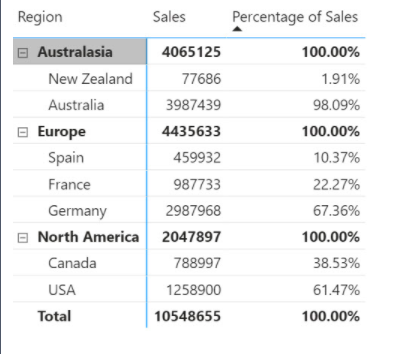 Region Sales Percentage of Sales
Australasia 4065125 100.00%
New Zealand 77686 1.91%
Australia 3987439 98.09%
Europe 4435633 100.00%
Spain 459932 10.37%
France 987733 22.27%
Germany 2987968 67.36%
North America 2047897 100.00%
Canada 788997 38.53%
USA 1258900 61.47%
Total 10548655 100.00%